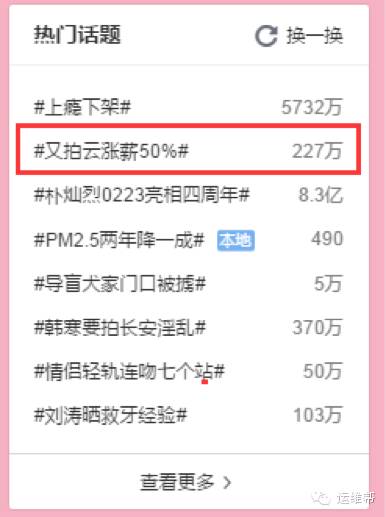 热门话题 换一换
#上瘾下架# 5732万
#又拍云涨薪50%# 227万
#朴灿烈0223亮相四周年# 8.3亿
#PM2.5两年降一成# 本地 490
#导盲犬家门口被掳# 5万
#韩寒要拍长安淫乱# 370万
#情侣轻轨连吻七个站# 50万
#刘涛晒救牙经验# 103万
查看更多 >
运维帮